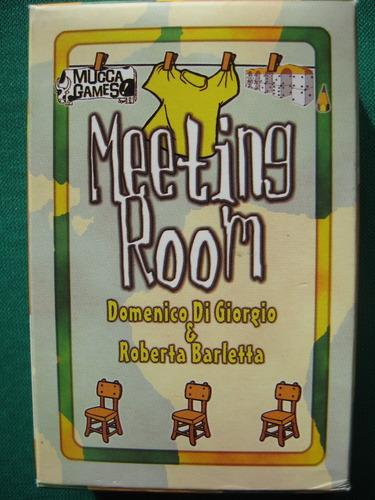 MUCCA
GAMES
Meeting
Room
Domenico Di Giorgio
&
Roberta Barletta